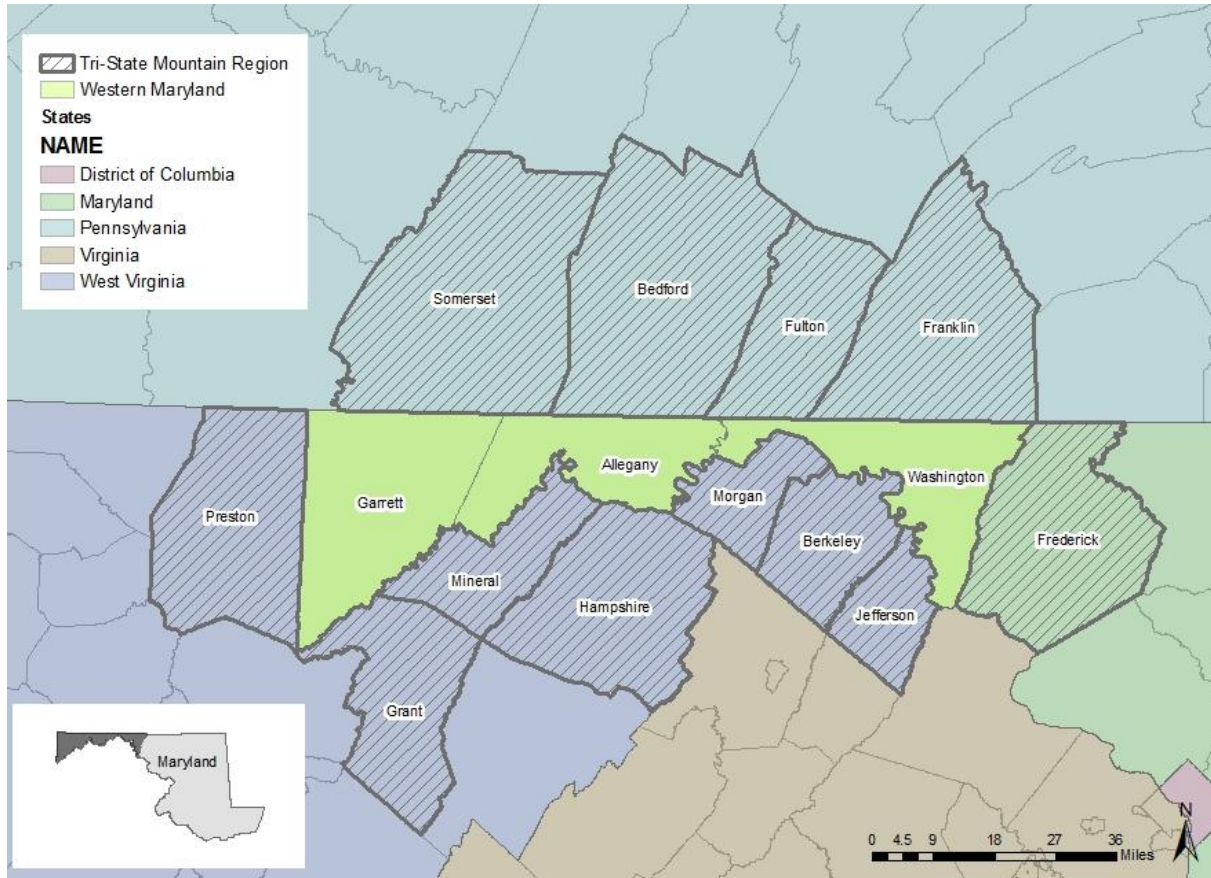 Tri-State Mountain Region
Western Maryland
States
NAME
District of Columbia
Maryland
Pennsylvania
Virginia
West Virginia
Somerset
Bedford
Fulton
Franklin
Preston
Garrett
Allegany
Washington
Morgan
Frederick
Berkeley
Mineral
Hampshire
Jefferson
Grant
Maryland
N
0 4.5 9 18 27 36
Miles